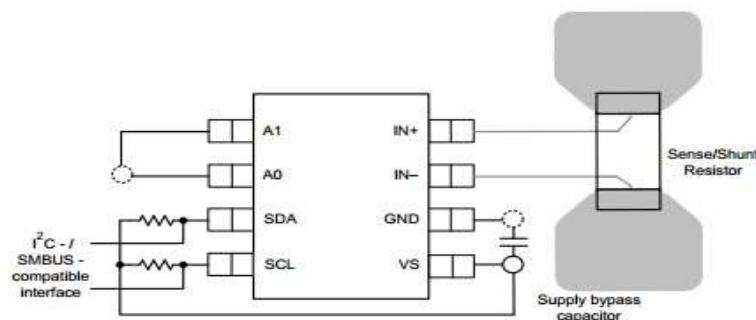 A1
IN+
A0
IN–
Sense/Shunt
Resistor
SDA
GND
I²C - /
SMBUS -
compatible
interface
SCL
VS
Supply bypass
capacitor